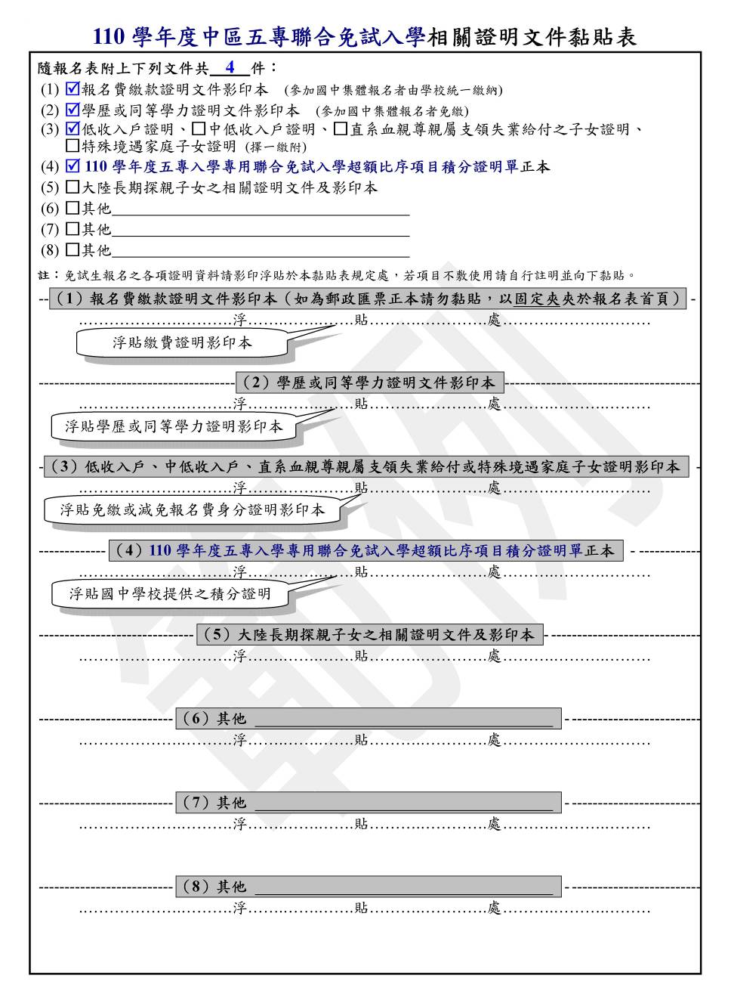 110 學年度中區五專聯合免試入學相關證明文件黏貼表
隨報名表附上下列文件共 4 件：
(1) ☑報名費繳款證明文件影印本 (參加國中集體報名者由學校統一繳納)
(2) ☑學歷或同等學力證明文件影印本 (參加國中集體報名者免繳)
(3) ☑低收入戶證明、□中低收入戶證明、□直系血親尊親屬支領失業給付之子女證明、
□特殊境遇家庭子女證明 (擇一繳附)
(4) ☑ 110 學年度五專入學專用聯合免試入學超額比序項目積分證明單正本
(5) □大陸長期探親子女之相關證明文件及影印本
(6) □其他
(7) □其他
(8) □其他
註：免試生報名之各項證明資料請影印浮貼於本黏貼表規定處，若項目不敷使用請自行註明並向下黏貼。
（1）報名費繳款證明文件影印本（如為郵政匯票正本請勿黏貼，以固定夾夾於報名表首頁）
浮 貼 處
浮貼繳費證明影印本
（2）學歷或同等學力證明文件影印本
浮 貼 處
浮貼學歷或同等學力證明影印本
（3）低收入戶、中低收入戶、直系血親尊親屬支領失業給付或特殊境遇家庭子女證明影印本
浮 貼 處
浮貼免繳或減免報名費身分證明影印本
（4）110 學年度五專入學專用聯合免試入學超額比序項目積分證明單正本
浮 貼 處
浮貼國中學校提供之積分證明
（5）大陸長期探親子女之相關證明文件及影印本
浮 貼 處
（6）其他
浮 貼 處
（7）其他
浮 貼 處
（8）其他
浮 貼 處
範例